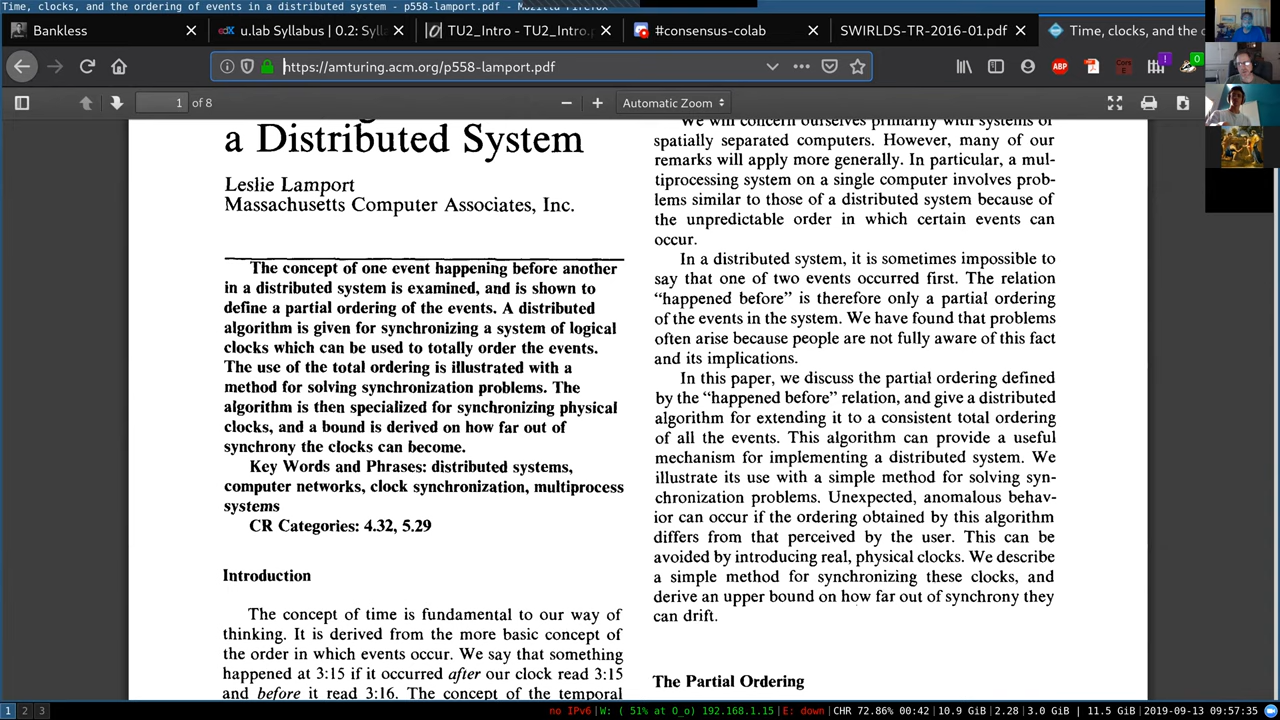 Time, clocks, and the ordering of events in a distributed system - p558-lamport.pdf - Mozilla Firefox
Bankless
u.lab Syllabus | 0.2: Sylla
TU2_Intro - TU2_Intro.p
#consensus-colab
SWIRLDS-TR-2016-01.pdf
Time, clocks, and the o
https://amturing.acm.org/p558-lamport.pdf
ABP
1 of 8
Automatic Zoom
a Distributed System
Leslie Lamport
Massachusetts Computer Associates, Inc.
The concept of one event happening before another
in a distributed system is examined, and is shown to
define a partial ordering of the events. A distributed
algorithm is given for synchronizing a system of logical
clocks which can be used to totally order the events.
The use of the total ordering is illustrated with a
method for solving synchronization problems. The
algorithm is then specialized for synchronizing physical
clocks, and a bound is derived on how far out of
synchrony the clocks can become.
Key Words and Phrases: distributed systems,
computer networks, clock synchronization, multiprocess
systems
CR Categories: 4.32, 5.29
Introduction
The concept of time is fundamental to our way of
thinking. It is derived from the more basic concept of
the order in which events occur. We say that something
happened at 3:15 if it occurred after our clock read 3:15
and before it read 3:16. The concept of the temporal
We will concern ourselves primarily with systems of
spatially separated computers. However, many of our
remarks will apply more generally. In particular, a mul-
tiprocessing system on a single computer involves prob-
lems similar to those of a distributed system because of
the unpredictable order in which certain events can
occur.
In a distributed system, it is sometimes impossible to
say that one of two events occurred first. The relation
“happened before” is therefore only a partial ordering
of the events in the system. We have found that problems
often arise because people are not fully aware of this fact
and its implications.
In this paper, we discuss the partial ordering defined
by the “happened before” relation, and give a distributed
algorithm for extending it to a consistent total ordering
of all the events. This algorithm can provide a useful
mechanism for implementing a distributed system. We
illustrate its use with a simple method for solving syn-
chronization problems. Unexpected, anomalous behav-
ior can occur if the ordering obtained by this algorithm
differs from that perceived by the user. This can be
avoided by introducing real, physical clocks. We describe
a simple method for synchronizing these clocks, and
derive an upper bound on how far out of synchrony they
can drift.
The Partial Ordering
1 2 3
no IPv6|W: ( 51% at O_o) 192.168.1.15|E: down|CHR 72.86% 00:42|10.9 GiB|2.28|3.0 GiB | 11.5 GiB|2019-09-13 09:57:35